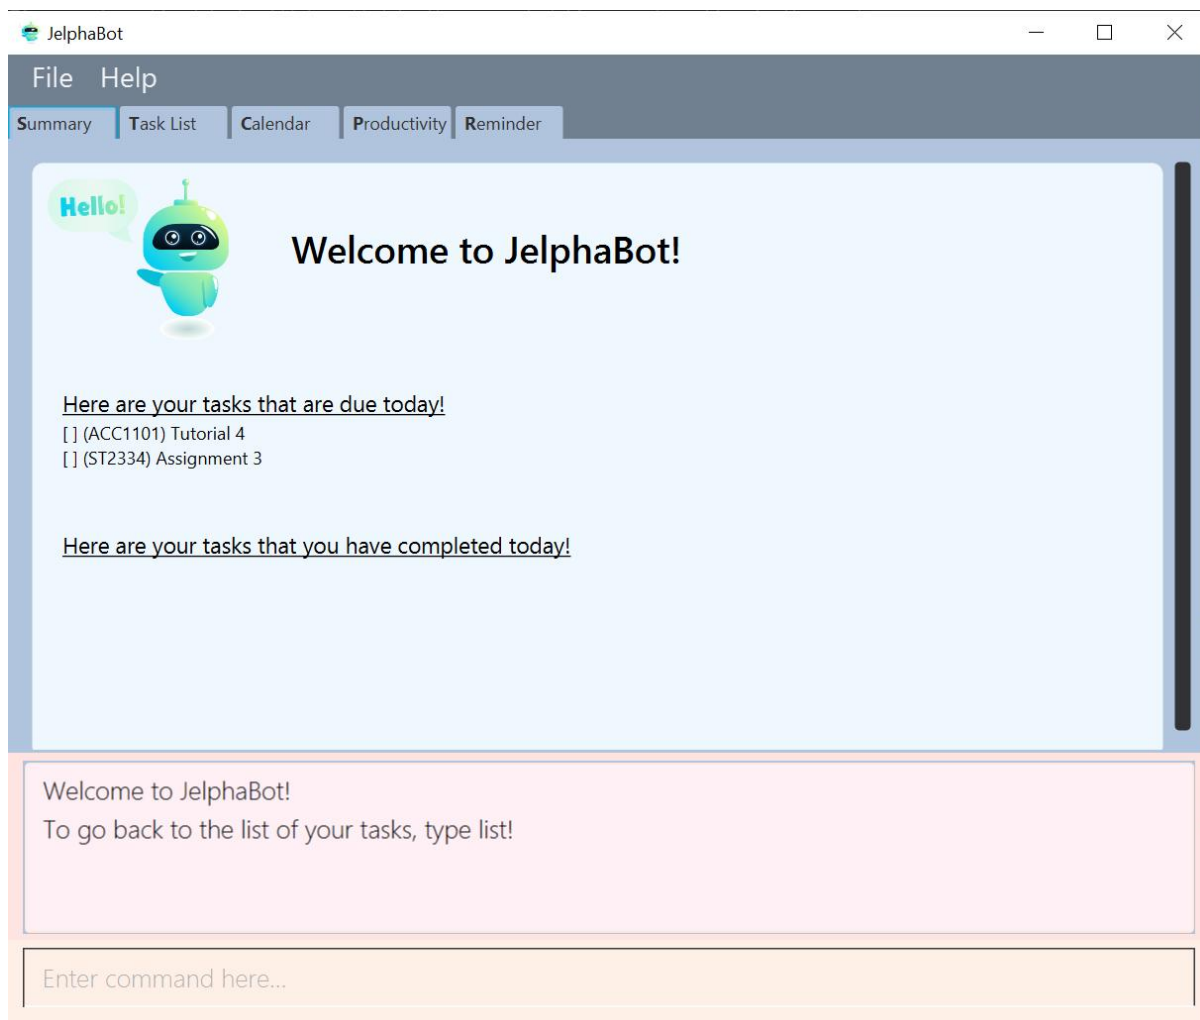 JelphaBot
File Help
Summary Task List Calendar Productivity Reminder
Hello!
Welcome to JelphaBot!
Here are your tasks that are due today!
[ ] (ACC1101) Tutorial 4
[ ] (ST2334) Assignment 3
Here are your tasks that you have completed today!
Welcome to JelphaBot!
To go back to the list of your tasks, type list!
Enter command here...